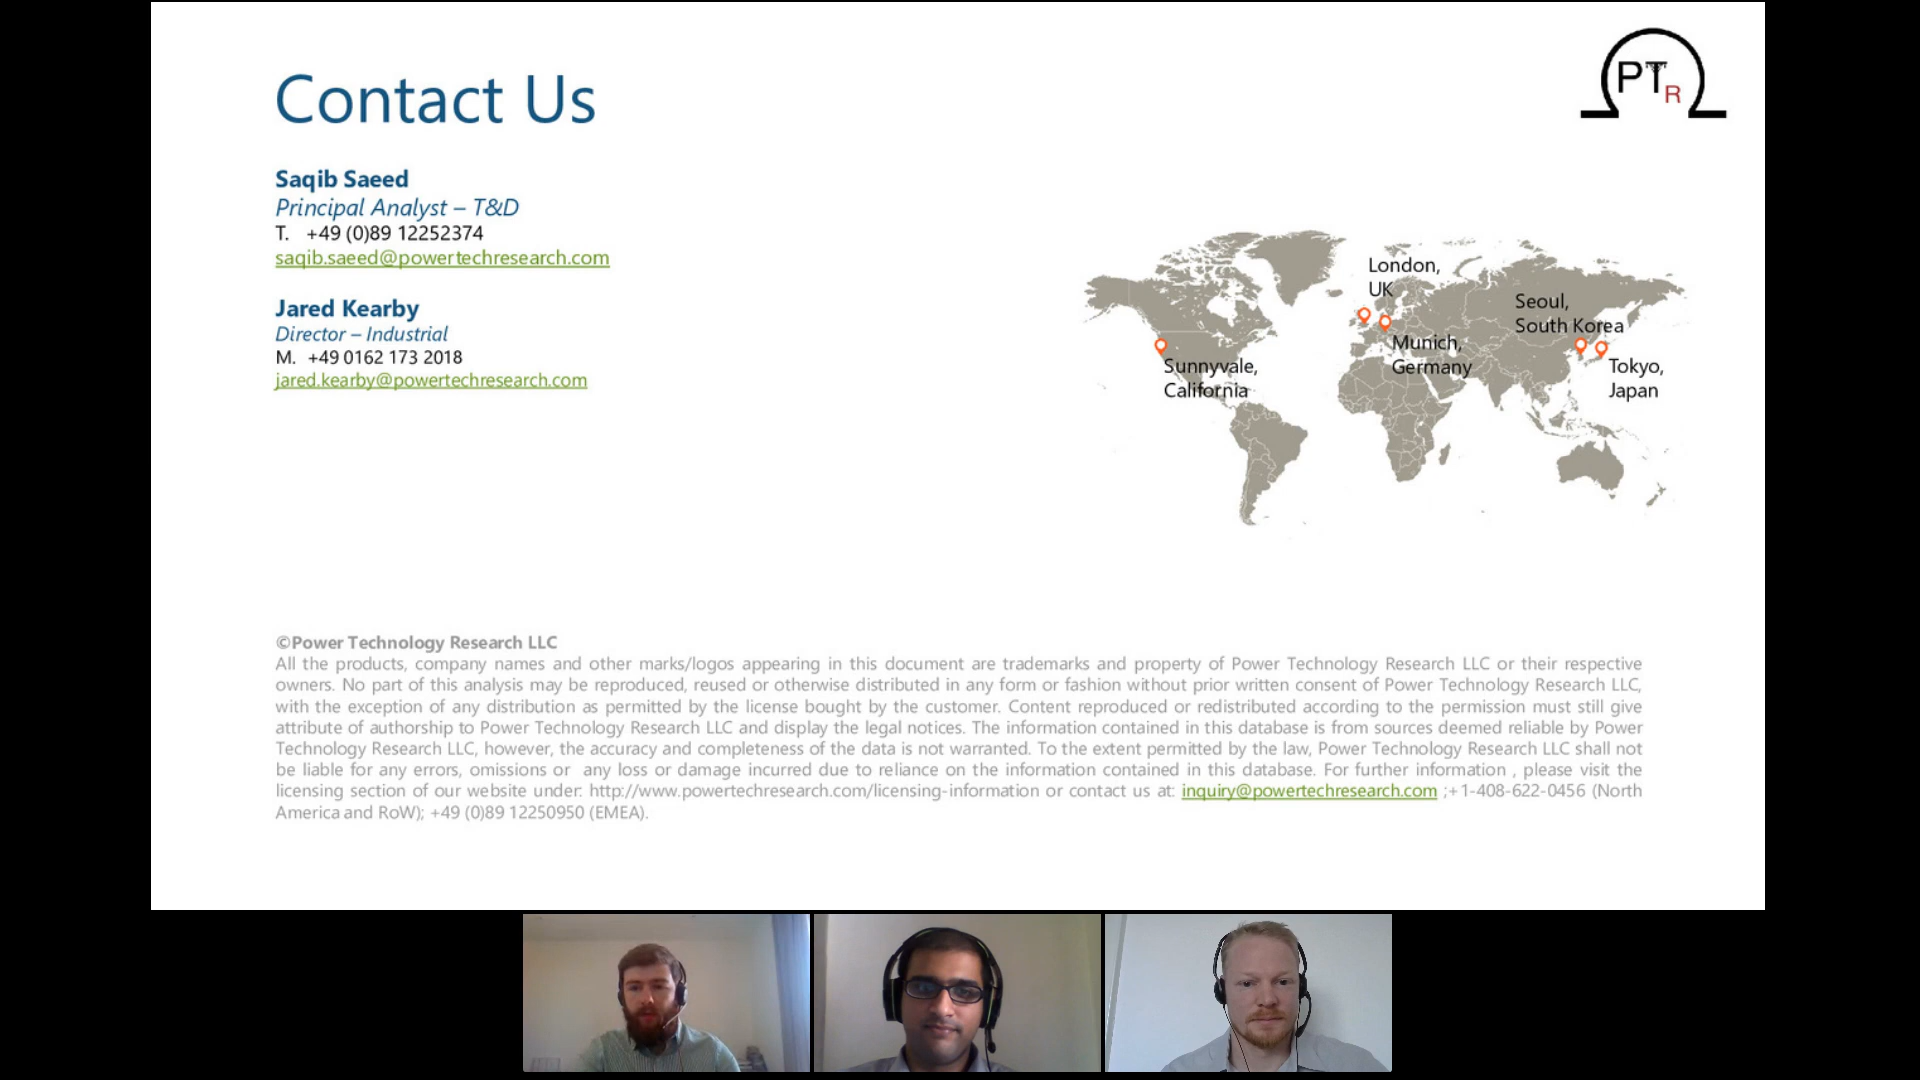 Contact Us
PTR
Saqib Saeed
Principal Analyst – T&D
T. +49 (0)89 12252374
saqib.saeed@powertechresearch.com
Jared Kearby
Director – Industrial
M. +49 0162 173 2018
jared.kearby@powertechresearch.com
London,
UK
Seoul,
South Korea
Munich,
Germany
Sunnyvale,
California
Tokyo,
Japan
©Power Technology Research LLC
All the products, company names and other marks/logos appearing in this document are trademarks and property of Power Technology Research LLC or their respective
owners. No part of this analysis may be reproduced, reused or otherwise distributed in any form or fashion without prior written consent of Power Technology Research LLC,
with the exception of any distribution as permitted by the license bought by the customer. Content reproduced or redistributed according to the permission must still give
attribute of authorship to Power Technology Research LLC and display the legal notices. The information contained in this database is from sources deemed reliable by Power
Technology Research LLC, however, the accuracy and completeness of the data is not warranted. To the extent permitted by the law, Power Technology Research LLC shall not
be liable for any errors, omissions or any loss or damage incurred due to reliance on the information contained in this database. For further information , please visit the
licensing section of our website under: http://www.powertechresearch.com/licensing-information or contact us at: inquiry@powertechresearch.com ;+1-408-622-0456 (North
America and RoW); +49 (0)89 12250950 (EMEA).